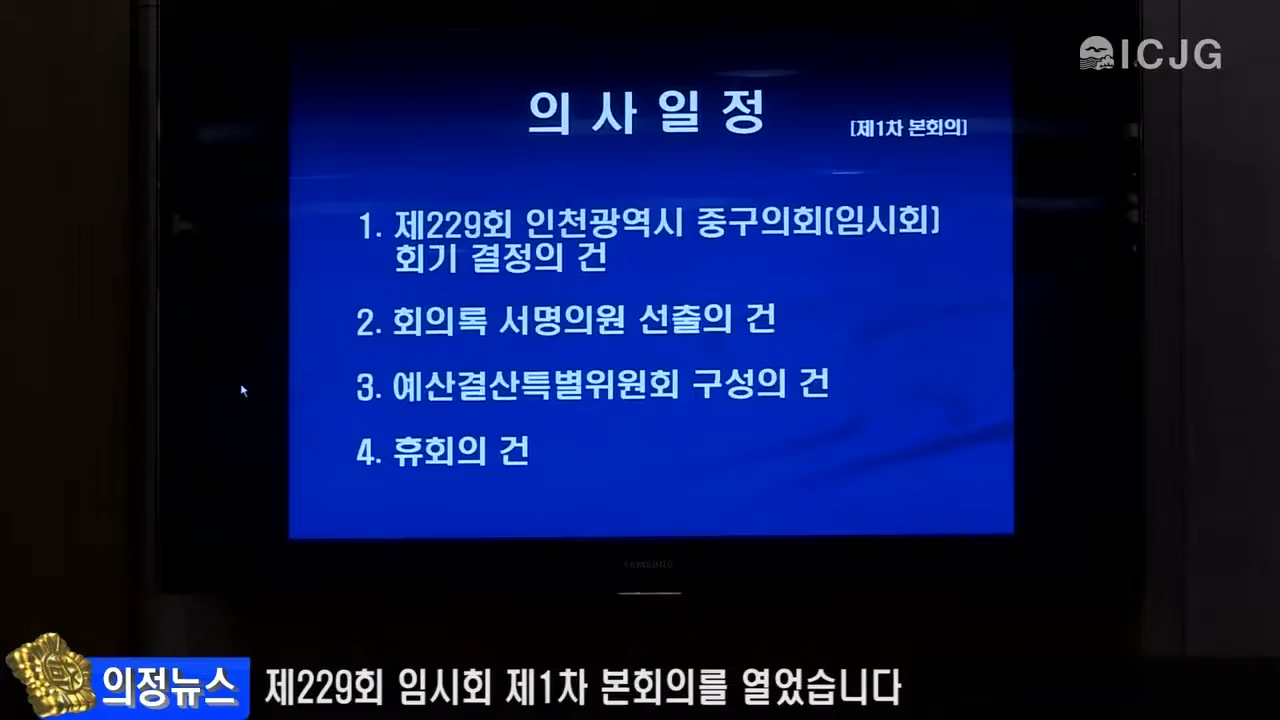 ICJG
의사일정
[제1차 본회의]
1. 제229회 인천광역시 중구의회(임시회)
회기 결정의 건
2. 회의록 서명의원 선출의 건
3. 예산결산특별위원회 구성의 건
4. 휴회의 건
SAMSUNG
의정뉴스 제229회 임시회 제1차 본회의를 열었습니다